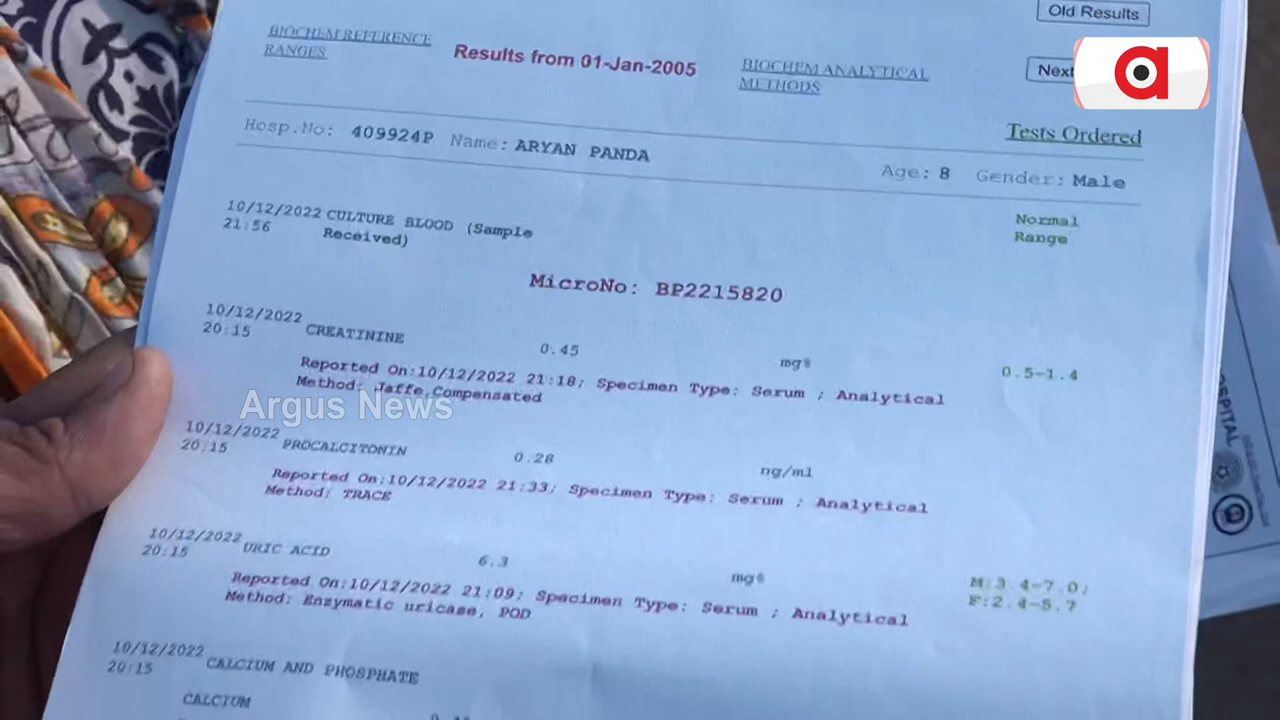 Old Results
BIOCHEM REFERENCE
RANGES
Results from 01-Jan-2005
BIOCHEM ANALYTICAL
METHODS
Next
a
Tests Ordered
Hosp.No: 409924P Name: ARYAN PANDA Age: 8 Gender: Male
10/12/2022 CULTURE BLOOD (Sample
21:56 Received)
Normal
Range
MicroNo: BP2215820
10/12/2022
20:15 CREATININE 0.45 mg% 0.5-1.4
Reported On:10/12/2022 21:18; Specimen Type: Serum ; Analytical
Method: Jaffe,Compensated
Argus News
10/12/2022
20:15 PROCALCITONIN 0.28 ng/ml
Reported On:10/12/2022 21:33; Specimen Type: Serum ; Analytical
Method: TRACE
10/12/2022
20:15 URIC ACID 6.3 mg% M:3.4-7.0;
F:2.4-5.7
Reported On:10/12/2022 21:09; Specimen Type: Serum ; Analytical
Method: Enzymatic uricase, POD
10/12/2022
20:15 CALCIUM AND PHOSPHATE
CALCIUM